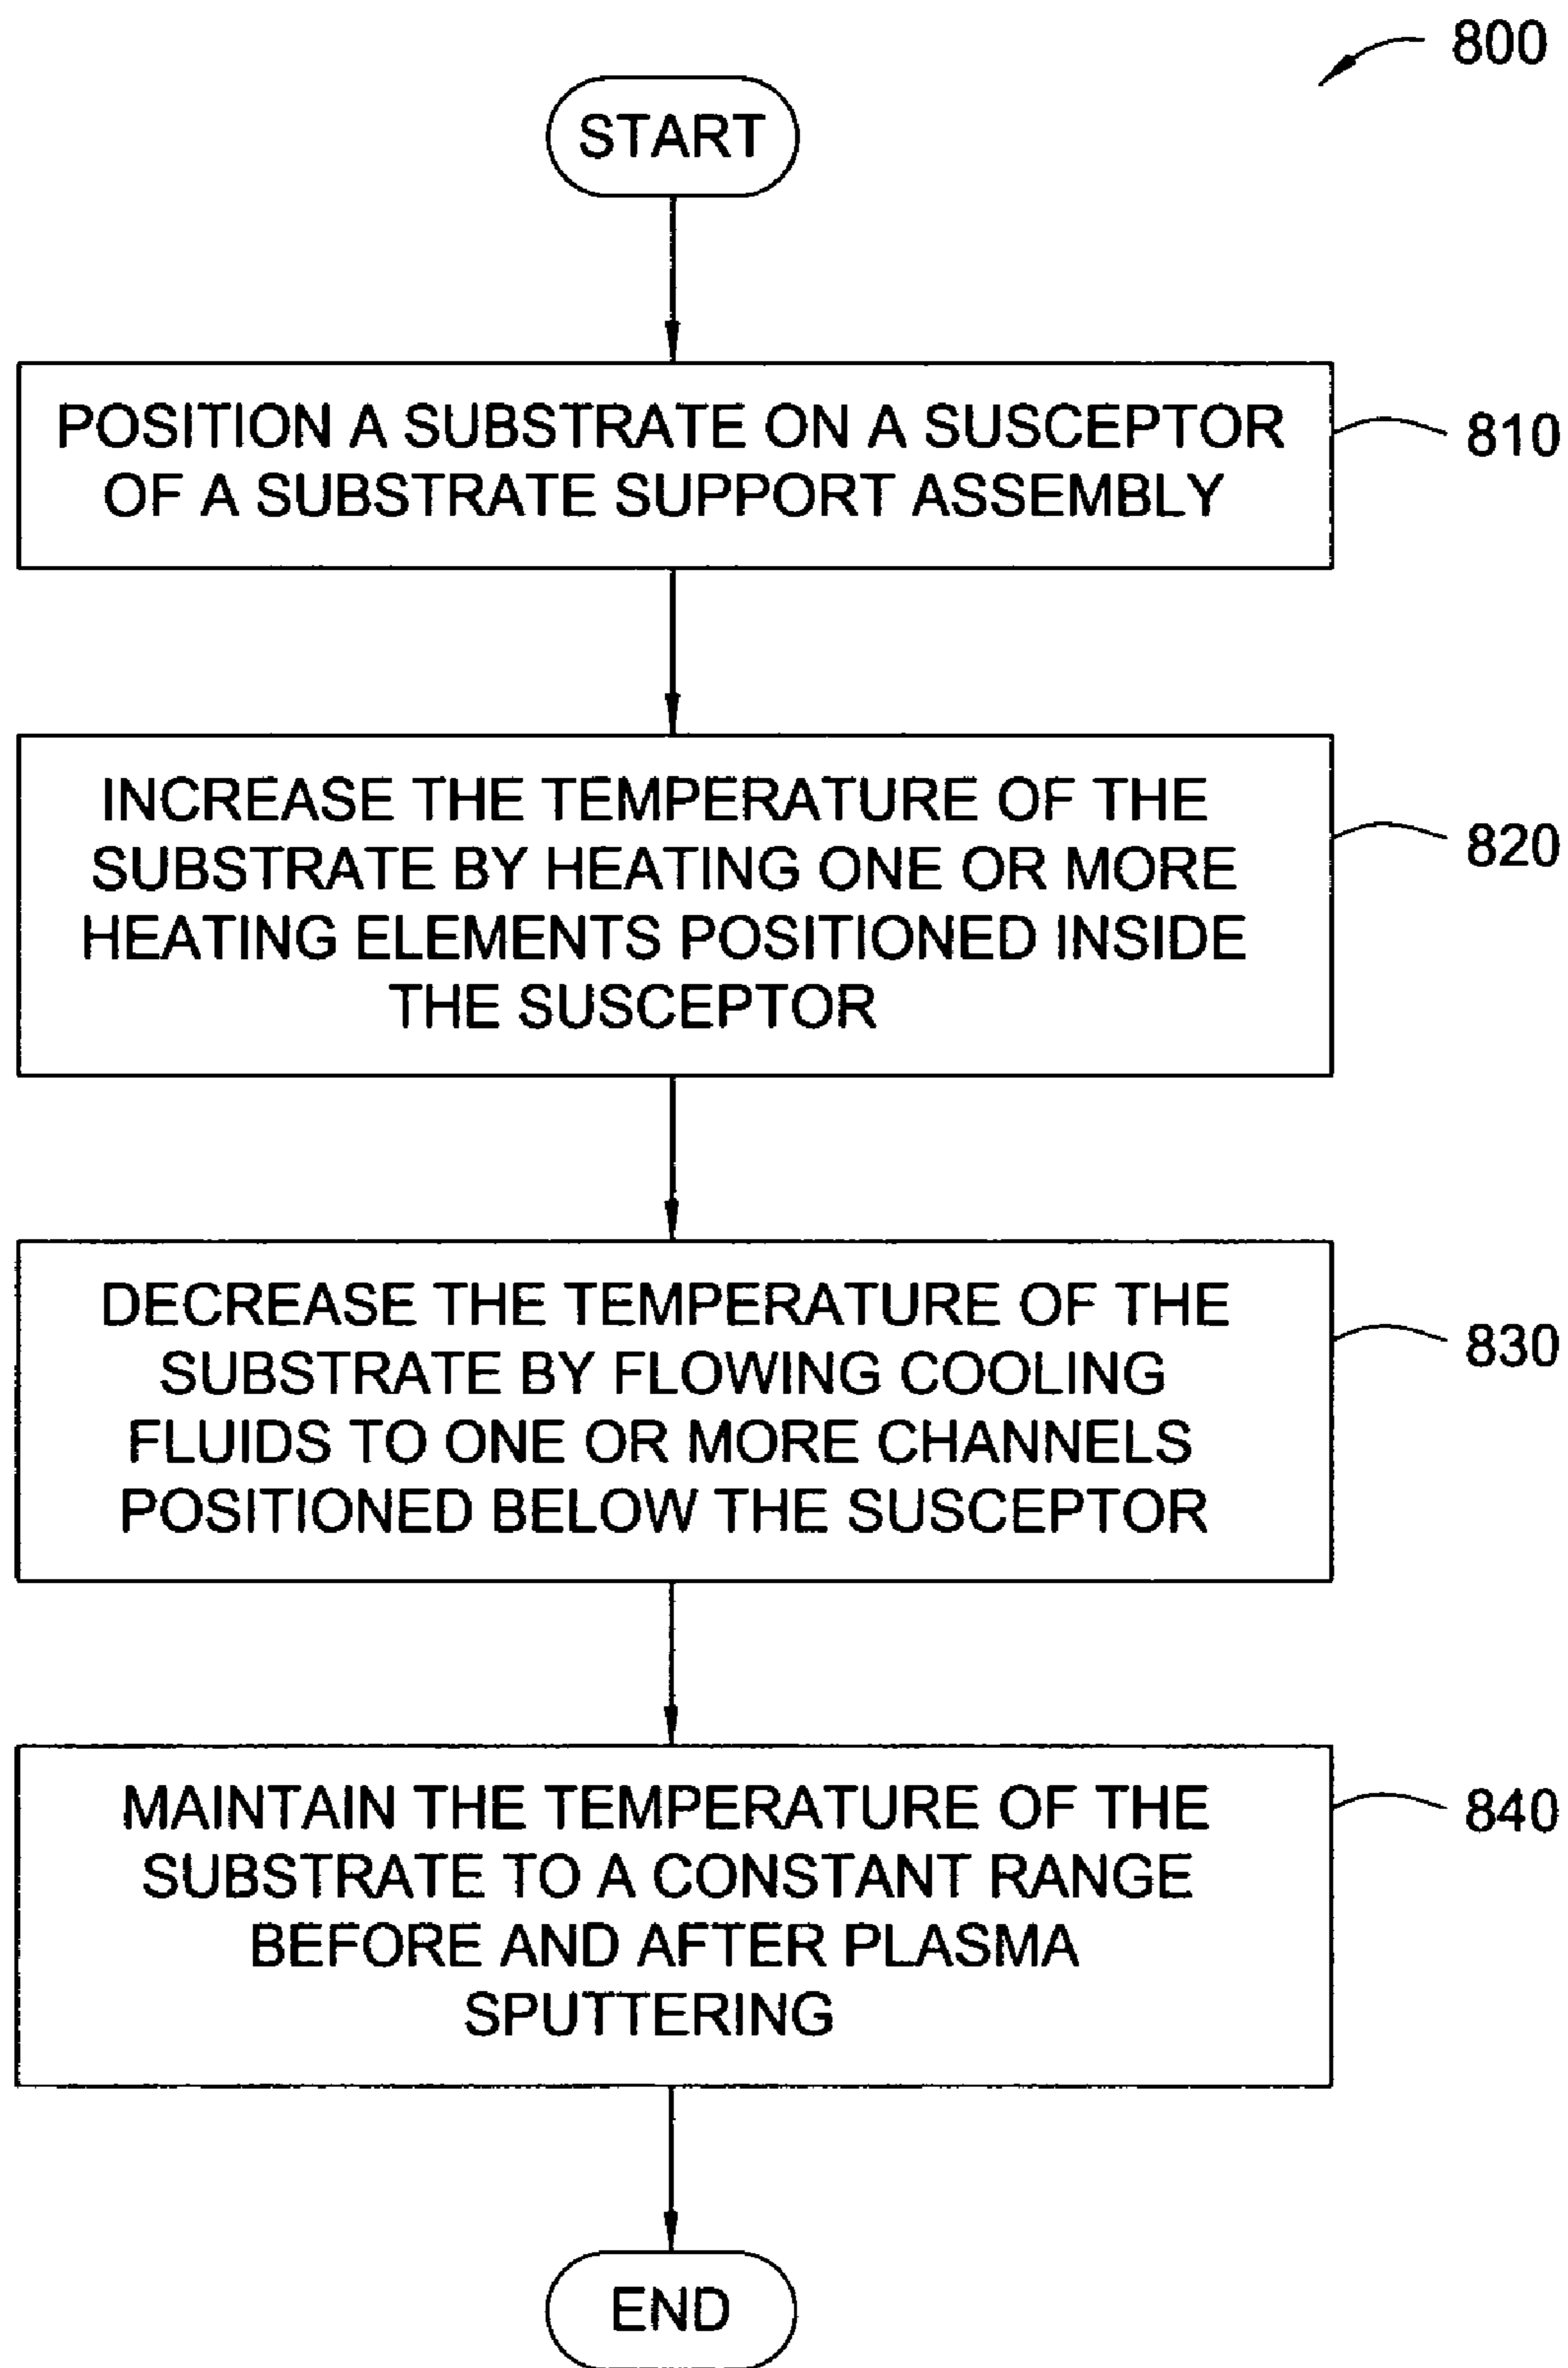 800
START
POSITION A SUBSTRATE ON A SUSCEPTOR
OF A SUBSTRATE SUPPORT ASSEMBLY
810
INCREASE THE TEMPERATURE OF THE
SUBSTRATE BY HEATING ONE OR MORE
HEATING ELEMENTS POSITIONED INSIDE
THE SUSCEPTOR
820
DECREASE THE TEMPERATURE OF THE
SUBSTRATE BY FLOWING COOLING
FLUIDS TO ONE OR MORE CHANNELS
POSITIONED BELOW THE SUSCEPTOR
830
MAINTAIN THE TEMPERATURE OF THE
SUBSTRATE TO A CONSTANT RANGE
BEFORE AND AFTER PLASMA
SPUTTERING
840
END